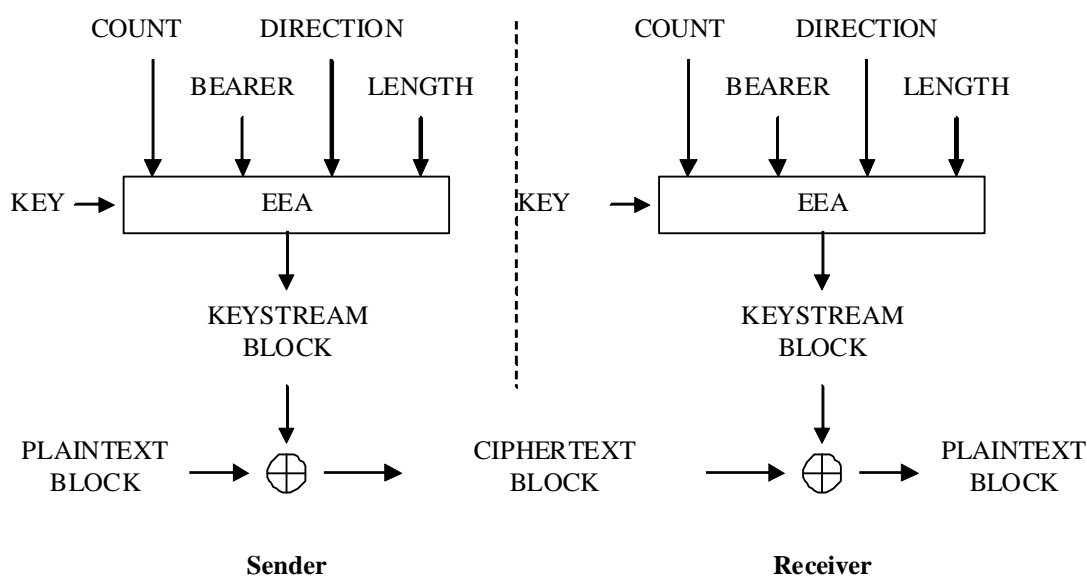 COUNT DIRECTION COUNT DIRECTION
BEARER LENGTH BEARER LENGTH
KEY EEA KEY EEA
KEYSTREAM KEYSTREAM
BLOCK BLOCK
PLAINTEXT CIPHERTEXT PLAINTEXT
BLOCK BLOCK BLOCK
Sender Receiver